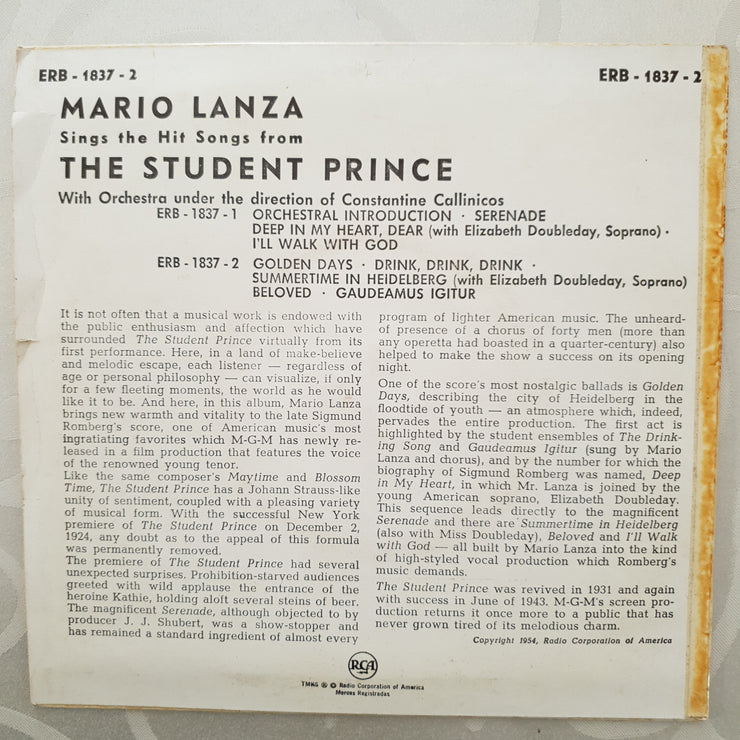 ERB - 1837 - 2 ERB - 1837 - 2
MARIO LANZA
Sings the Hit Songs from
THE STUDENT PRINCE
With Orchestra under the direction of Constantine Callinicos
ERB - 1837 - 1 ORCHESTRAL INTRODUCTION · SERENADE
DEEP IN MY HEART, DEAR (with Elizabeth Doubleday, Soprano) ·
I'LL WALK WITH GOD
ERB - 1837 - 2 GOLDEN DAYS · DRINK, DRINK, DRINK ·
SUMMERTIME IN HEIDELBERG (with Elizabeth Doubleday, Soprano)
BELOVED · GAUDEAMUS IGITUR
It is not often that a musical work is endowed with
the public enthusiasm and affection which have
surrounded The Student Prince virtually from its
first performance. Here, in a land of make-believe
and melodic escape, each listener — regardless of
age or personal philosophy — can visualize, if only
for a few fleeting moments, the world as he would
like it to be. And here, in this album, Mario Lanza
brings new warmth and vitality to the late Sigmund
Romberg's score, one of American music's most
ingratiating favorites which M-G-M has newly re-
leased in a film production that features the voice
of the renowned young tenor.
Like the same composer's Maytime and Blossom
Time, The Student Prince has a Johann Strauss-like
unity of sentiment, coupled with a pleasing variety
of musical form. With the successful New York
premiere of The Student Prince on December 2,
1924, any doubt as to the appeal of this formula
was permanently removed.
The premiere of The Student Prince had several
unexpected surprises. Prohibition-starved audiences
greeted with wild applause the entrance of the
heroine Kathie, holding aloft several steins of beer.
The magnificent Serenade, although objected to by
producer J. J. Shubert, was a show-stopper and
has remained a standard ingredient of almost every
program of lighter American music. The unheard-
of presence of a chorus of forty men (more than
any operetta had boasted in a quarter-century) also
helped to make the show a success on its opening
night.
One of the score's most nostalgic ballads is Golden
Days, describing the city of Heidelberg in the
floodtide of youth — an atmosphere which, indeed,
pervades the entire production. The first act is
highlighted by the student ensembles of The Drink-
ing Song and Gaudeamus Igitur (sung by Mario
Lanza and chorus), and by the number for which the
biography of Sigmund Romberg was named, Deep
in My Heart, in which Mr. Lanza is joined by the
young American soprano, Elizabeth Doubleday.
This sequence leads directly to the magnificent
Serenade and there are Summertime in Heidelberg
(also with Miss Doubleday), Beloved and I'll Walk
with God — all built by Mario Lanza into the kind
of high-styled vocal production which Romberg's
music demands.
The Student Prince was revived in 1931 and again
with success in June of 1943. M-G-M's screen pro-
duction returns it once more to a public that has
never grown tired of its melodious charm.
Copyright 1954, Radio Corporation of America
RCA
TMKS ® Radio Corporation of America
Marcas Registradas